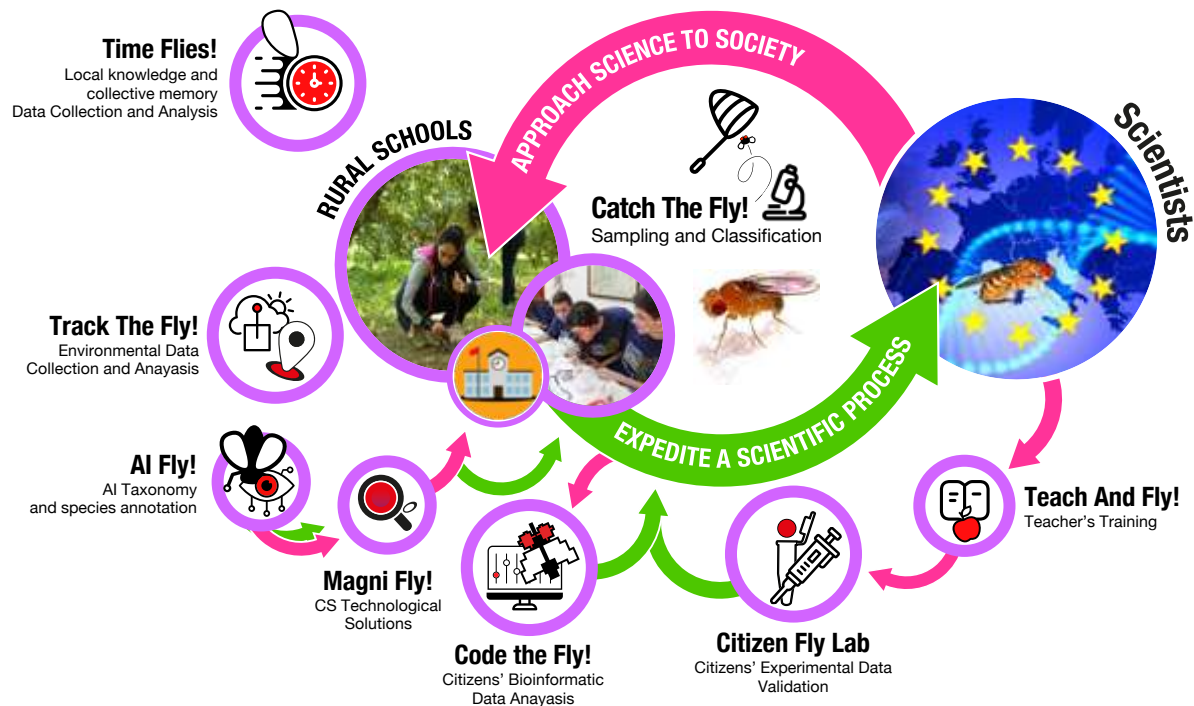 Time Flies!
Local knowledge and
collective memory
Data Collection and Analysis
APPROACH SCIENCE TO SOCIETY
RURAL SCHOOLS
Scientists
Catch The Fly!
Sampling and Classification
Track The Fly!
Environmental Data
Collection and Anayasis
EXPEDITE A SCIENTIFIC PROCESS
AI Fly!
AI Taxonomy
and species annotation
Teach And Fly!
Teacher's Training
Magni Fly!
CS Technological
Solutions
Code the Fly!
Citizens' Bioinformatic
Data Anayasis
Citizen Fly Lab
Citizens' Experimental Data
Validation